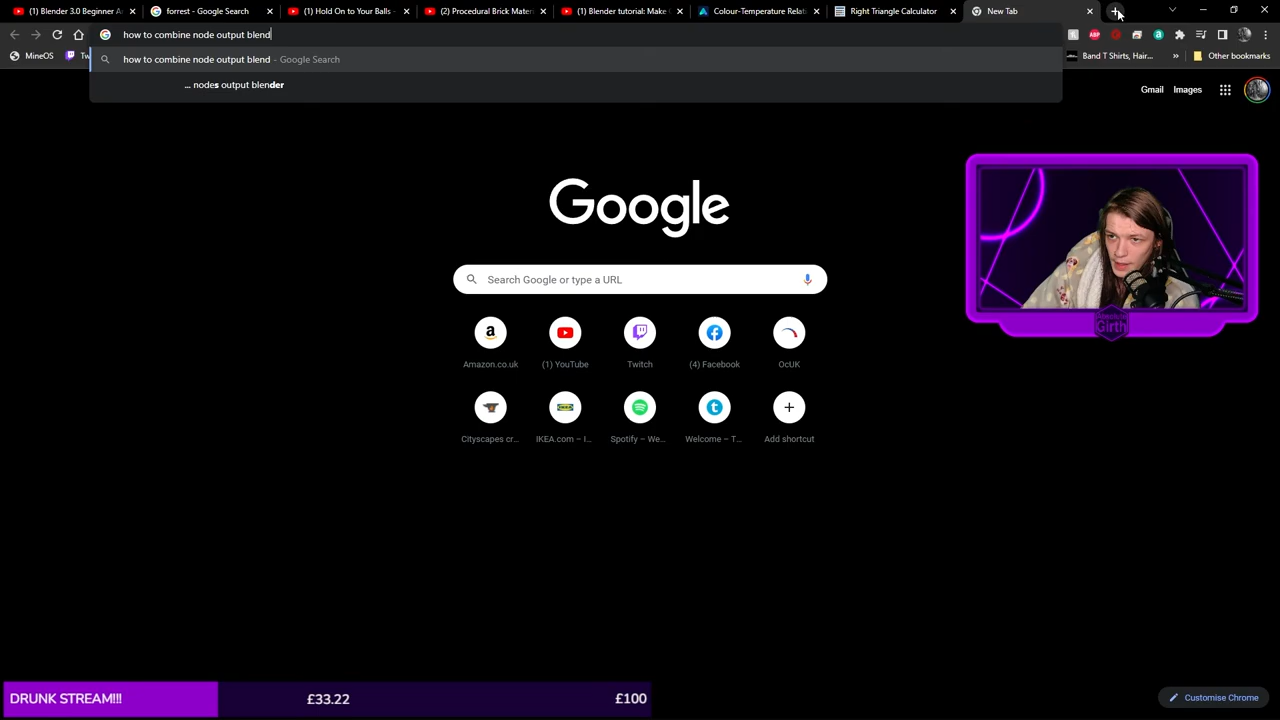 (1) Blender 3.0 Beginner A
forrest - Google Search
(1) Hold On to Your Balls -
(2) Procedural Brick Mater
(1) Blender tutorial: Make
Colour-Temperature Rela
Right Triangle Calculator
New Tab
how to combine node output blend
MineOS
Tw
how to combine node output blend - Google Search
Band T Shirts, Hair...
»
Other bookmarks
... nodes output blender
Gmail
Images
Google
Search Google or type a URL
Amazon.co.uk
(1) YouTube
Twitch
(4) Facebook
OcUK
Cityscapes cr...
IKEA.com – I...
Spotify – We...
Welcome – T...
Add shortcut
Girth
DRUNK STREAM!!!
£33.22
£100
Customise Chrome